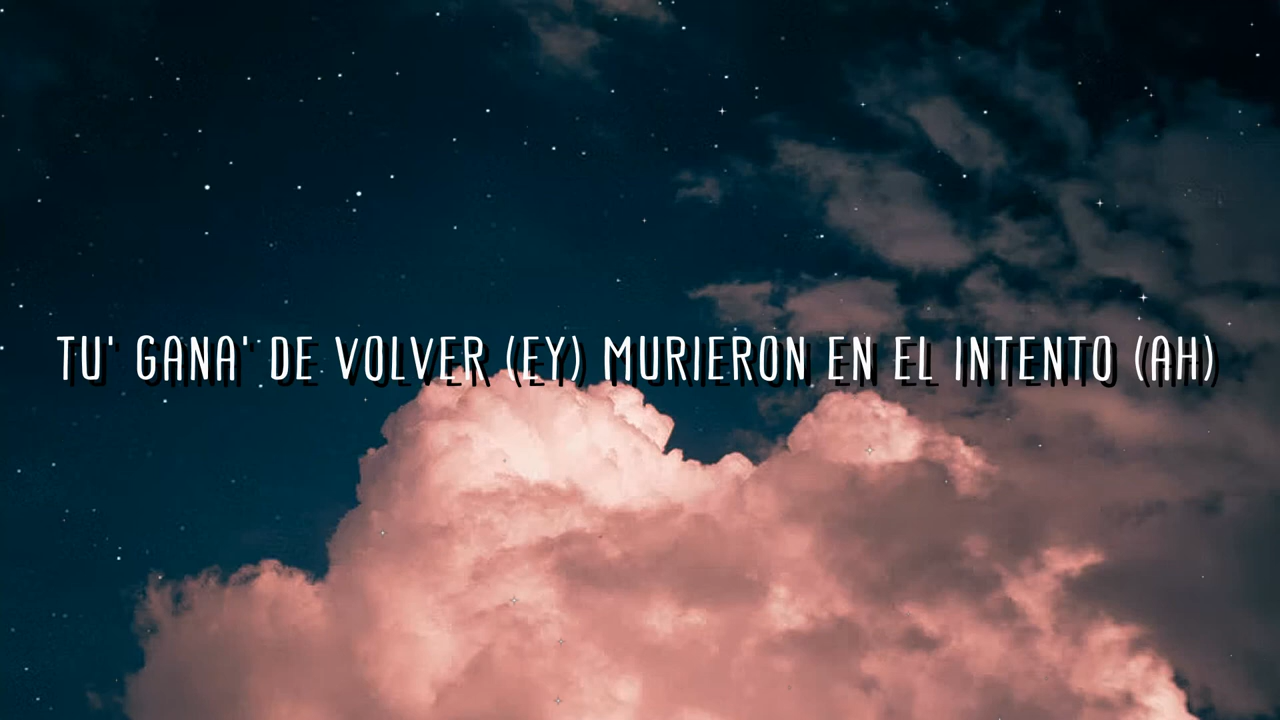 TU' GANA' DE VOLVER (EY) MURIERON EN EL INTENTO (AH)